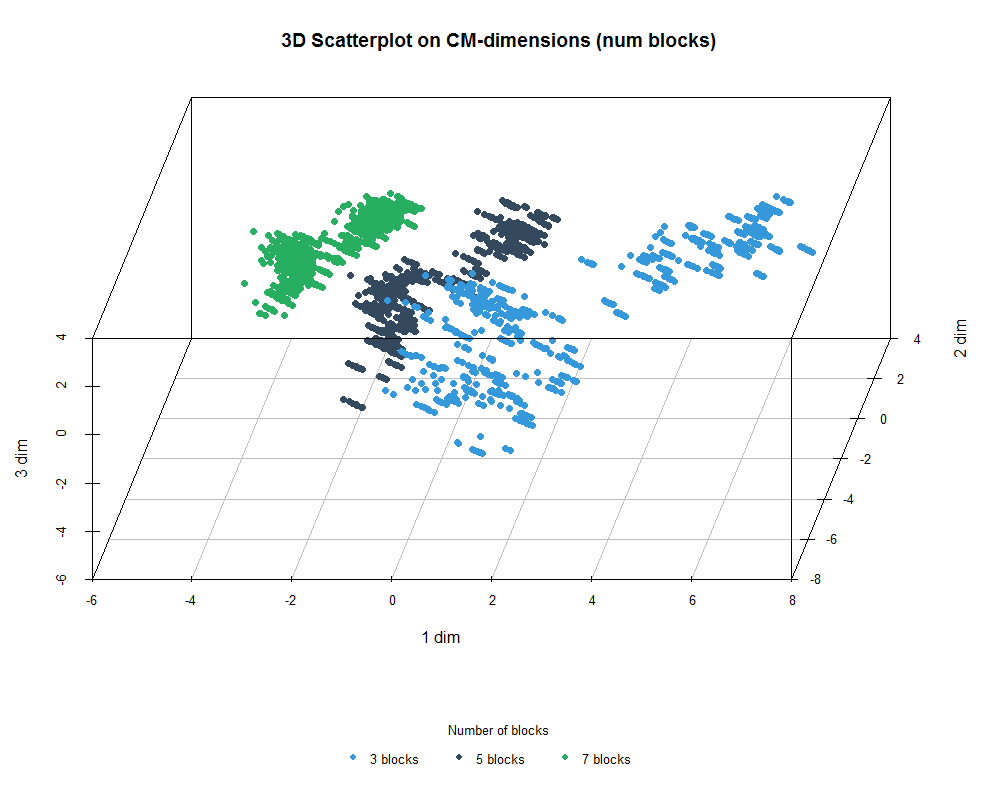 3D Scatterplot on CM-dimensions (num blocks)
4
2
0
-2
-4
-6
3 dim
-6
-4
-2
0
2
4
6
8
1 dim
4
2
0
-2
-4
-6
-8
2 dim
Number of blocks
3 blocks
5 blocks
7 blocks